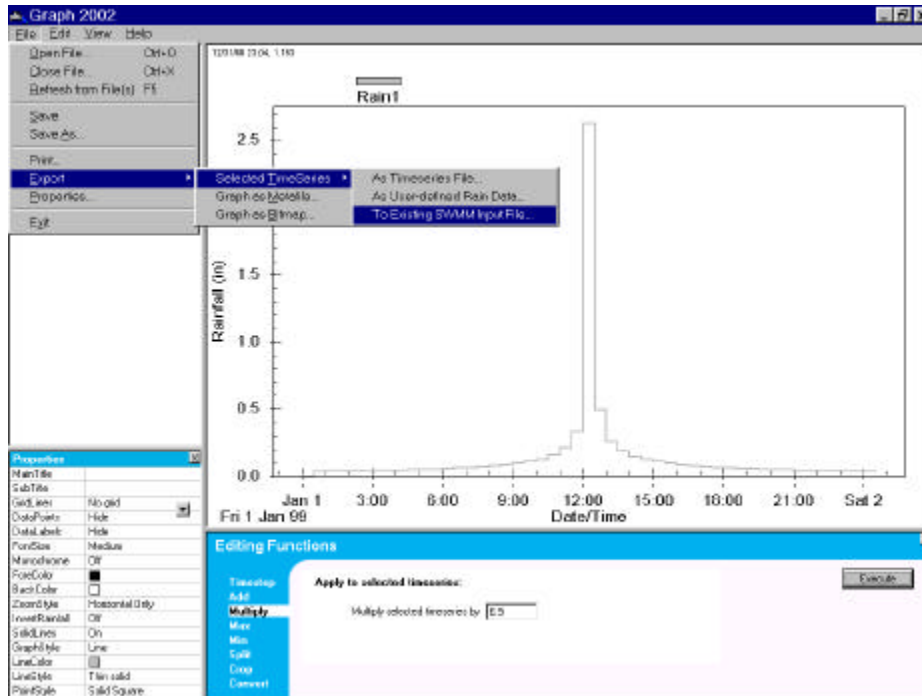 Graph 2002
File Edit View Help
Open File... Ctrl+O
Close File... Ctrl+X
Refresh from File(s) F5
Save
Save As...
Print...
Export
Properties...
Exit
Selected TimeSeries
Graph as Metafile...
Graph as Bitmap...
As Timeseries File...
As User-defined Rain Data...
To Existing SWMM Input File...
Rain1
2.5
1.5
1.0
0.5
0.0
Rainfall (in)
Jan 1 3:00 6:00 9:00 12:00 15:00 18:00 21:00 Sat 2
Fri 1 Jan 99 Date/Time
Properties
MainTitle
SubTitle
GridLines No grid
DataPoints Hide
DataLabels Hide
FontSize Medium
Monochrome Off
ForeColor
BackColor
ZoomStyle Horizontal Only
InvertRainfall Off
SolidLines On
GraphStyle Line
LineColor
LineStyle Thin solid
PointStyle Solid Square
Editing Functions
Timestep
Add
Multiply
Max
Min
Split
Crop
Convert
Apply to selected timeseries:
Multiply selected timeseries by
Execute